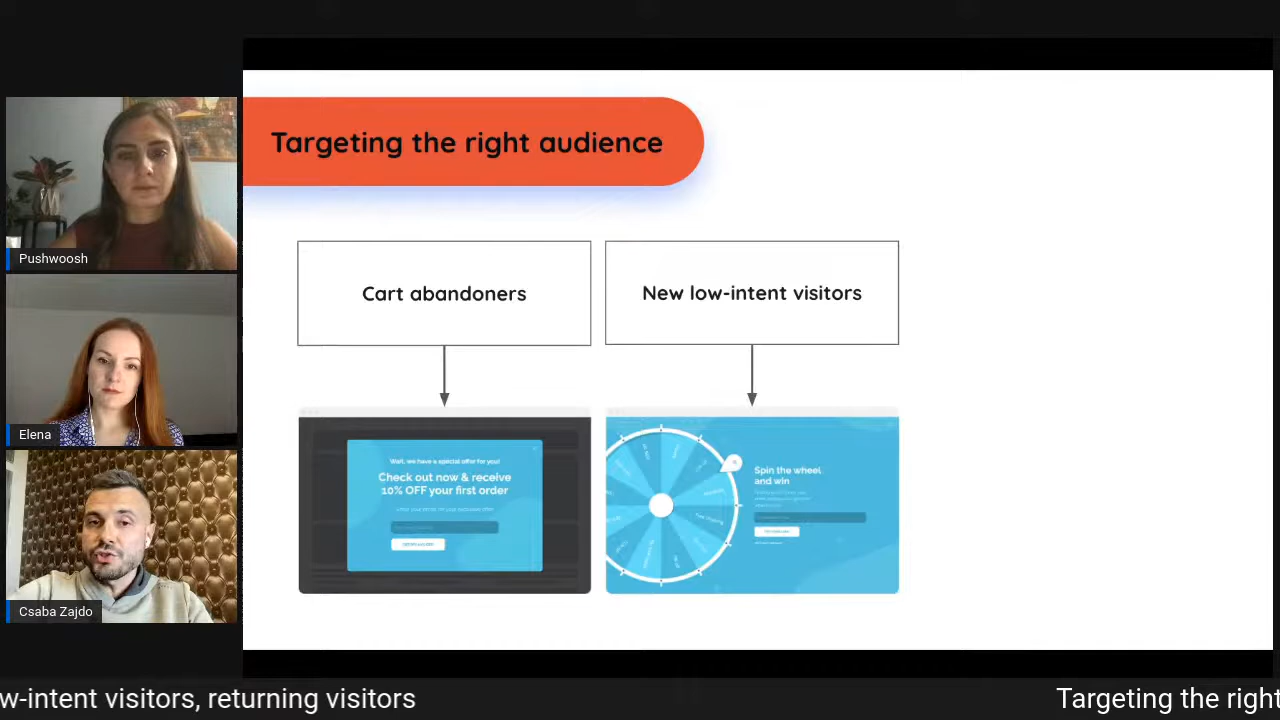 Targeting the right audience
Cart abandoners
New low-intent visitors
Wait, we have a special offer for you!
Check out now & receive
10% OFF your first order
Spin the wheel
and win
Pushwoosh
Elena
Csaba Zajdo
w-intent visitors, returning visitors
Targeting the right